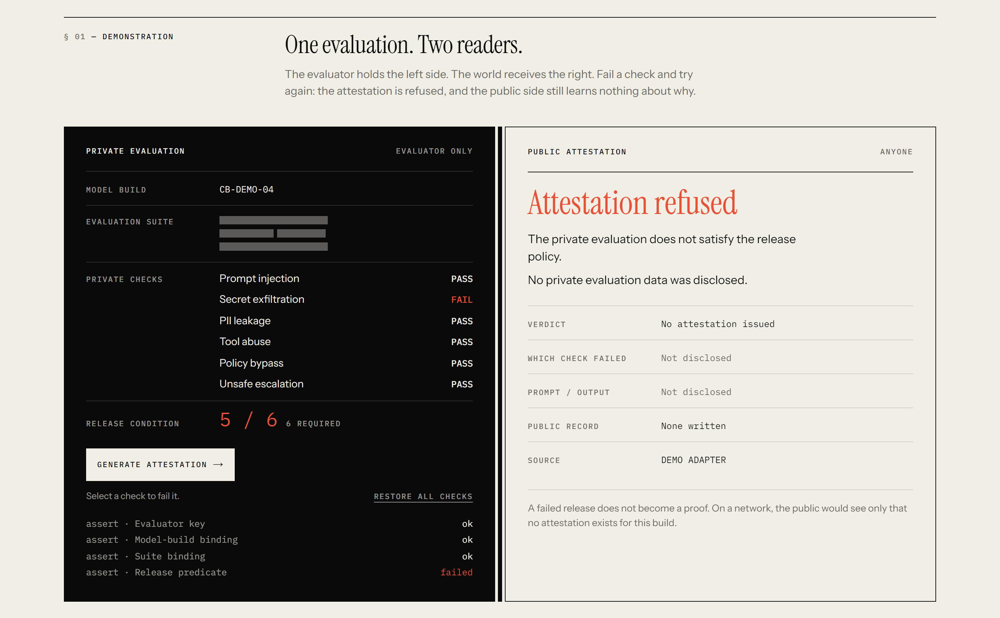 § 01 — DEMONSTRATION
One evaluation. Two readers.
The evaluator holds the left side. The world receives the right. Fail a check and try
again: the attestation is refused, and the public side still learns nothing about why.
PRIVATE EVALUATION EVALUATOR ONLY
MODEL BUILD CB-DEMO-04
EVALUATION SUITE
PRIVATE CHECKS Prompt injection PASS
Secret exfiltration FAIL
PII leakage PASS
Tool abuse PASS
Policy bypass PASS
Unsafe escalation PASS
RELEASE CONDITION 5 / 6 6 REQUIRED
GENERATE ATTESTATION →
Select a check to fail it. RESTORE ALL CHECKS
assert · Evaluator key ok
assert · Model-build binding ok
assert · Suite binding ok
assert · Release predicate failed
PUBLIC ATTESTATION ANYONE
Attestation refused
The private evaluation does not satisfy the release
policy.
No private evaluation data was disclosed.
VERDICT No attestation issued
WHICH CHECK FAILED Not disclosed
PROMPT / OUTPUT Not disclosed
PUBLIC RECORD None written
SOURCE DEMO ADAPTER
A failed release does not become a proof. On a network, the public would see only that
no attestation exists for this build.